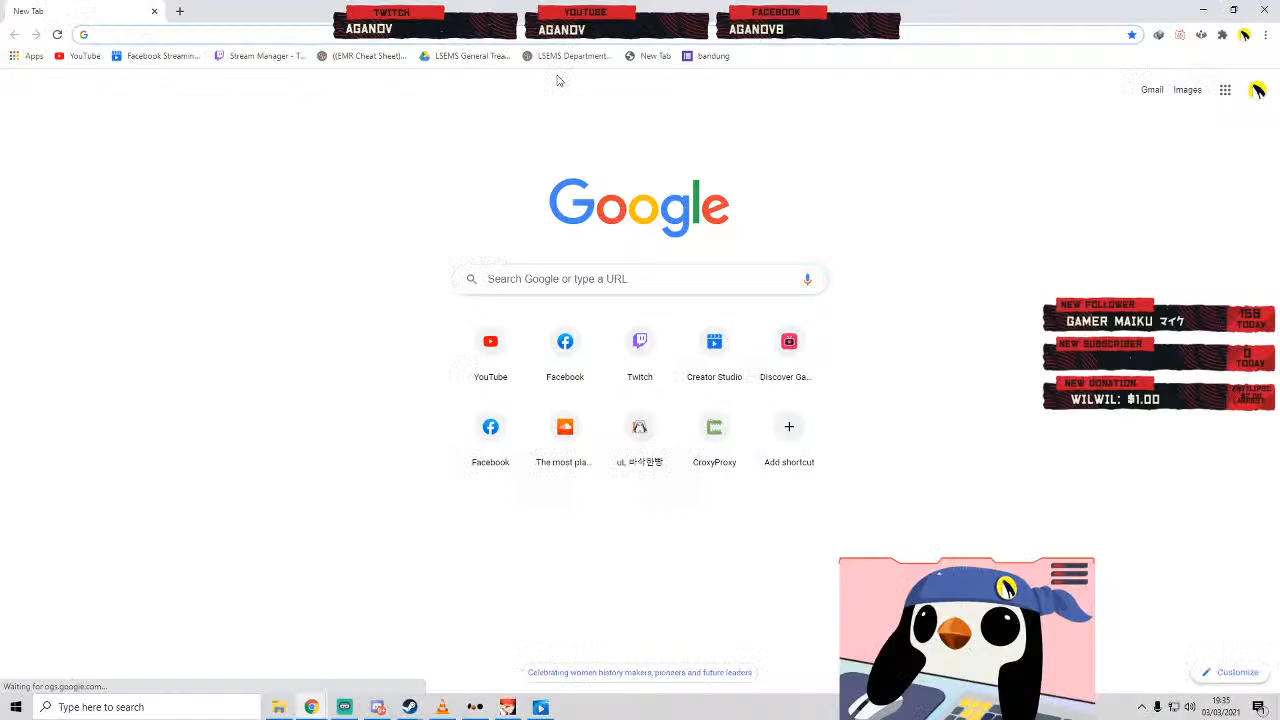 New Tab
TWITCH
AGANOV
YOUTUBE
AGANOV
FACEBOOK
AGANOV8
Apps
YouTube
Facebook Streamin...
Stream Manager - T...
((EMR Cheat Sheet)...
LSEMS General Trea...
LSEMS Department...
New Tab
bandung
Gmail
Images
Google
Search Google or type a URL
NEW FOLLOWER
GAMER MAIKU マイケ
158
TODAY
NEW SUBSCRIBER
0
TODAY
NEW DONATION
WILWIL: $1.00
YouTube
Facebook
Twitch
Creator Studio
Discover Ga...
Facebook
The most pla...
uL 바삭한빵
CroxyProxy
Add shortcut
Celebrating women history makers, pioneers and future leaders
Customize
Waiting for ogs.google.com...
Type here to search
19:35
03/03/2021